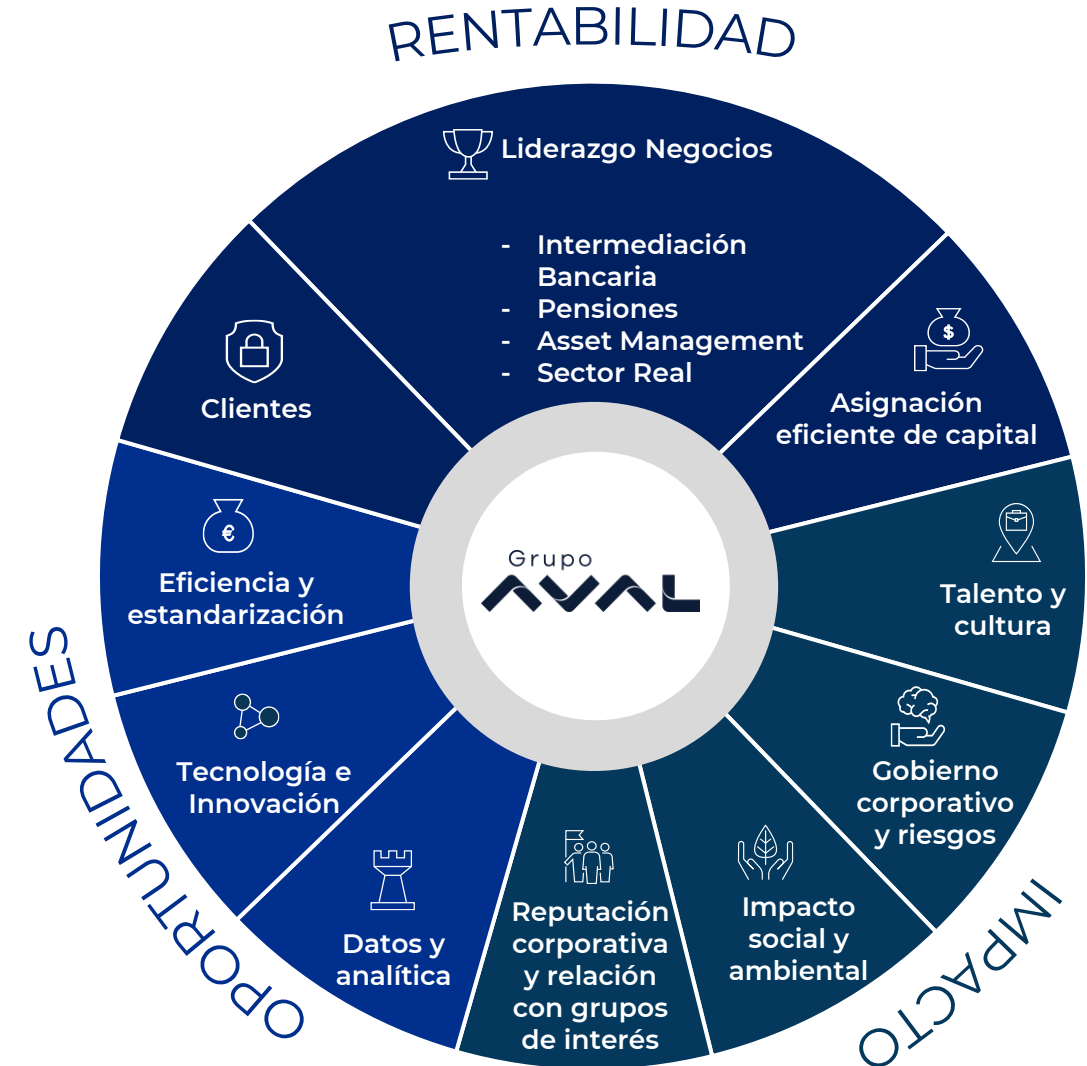 RENTABILIDAD
Liderazgo Negocios
- Intermediación
Bancaria
- Pensiones
- Asset Management
- Sector Real
$
Asignación
eficiente de capital
Clientes
€
Eficiencia y
estandarización
Grupo
AVAL
Talento y
cultura
Tecnología e
Innovación
Gobierno
corporativo
y riesgos
Datos y
analítica
Reputación
corporativa
y relación
con grupos
de interés
Impacto
social y
ambiental
OPORTUNIDADES
IMPACTO